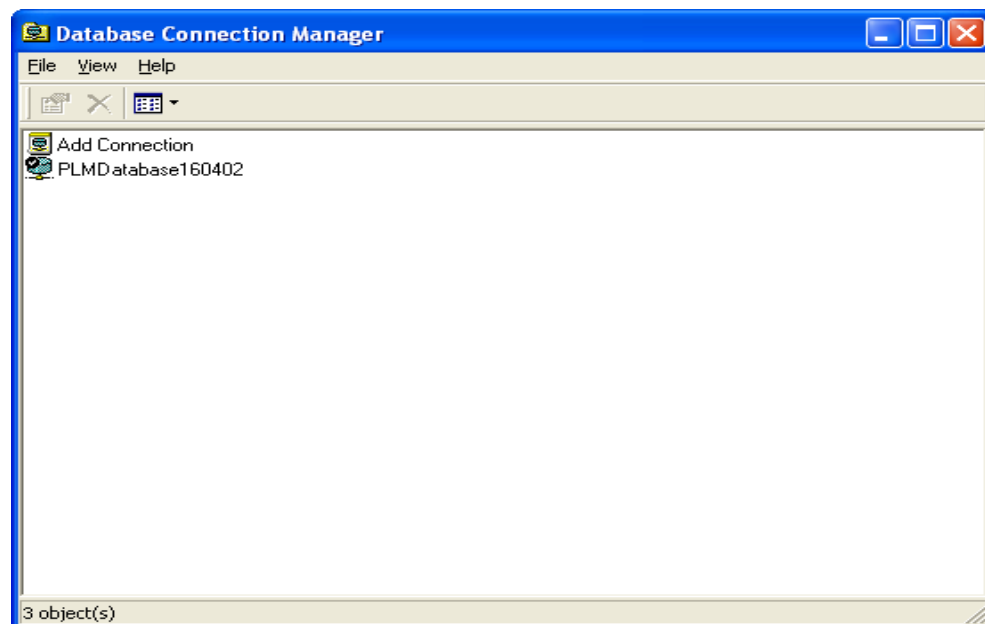 Database Connection Manager
File View Help
Add Connection
PLMDatabase160402
3 object(s)